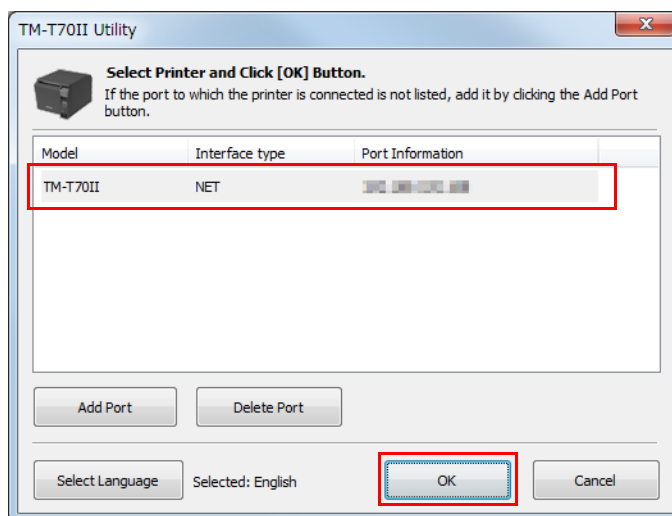 TM-T70II Utility
Select Printer and Click [OK] Button.
If the port to which the printer is connected is not listed, add it by clicking the Add Port
button.
Model Interface type Port Information
TM-T70II NET
Add Port Delete Port
Select Language Selected: English OK Cancel